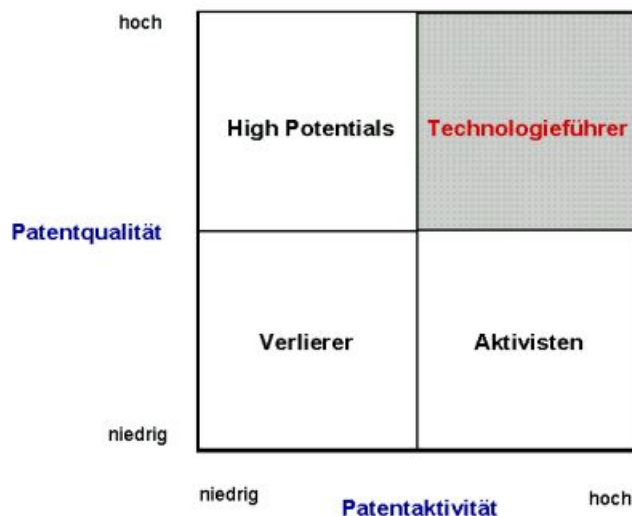 hoch
High Potentials Technologieführer
Patentqualität
Verlierer Aktivisten
niedrig
niedrig hoch
Patentaktivität